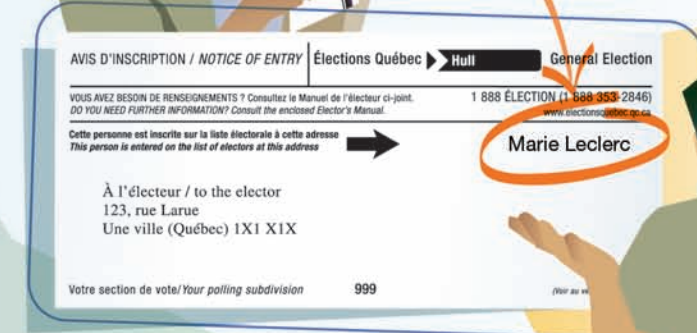 AVIS D'INSCRIPTION / NOTICE OF ENTRY Élections Québec Hull General Election
VOUS AVEZ BESOIN DE RENSEIGNEMENTS ? Consultez le Manuel de l'électeur ci-joint. 1 888 ÉLECTION (1 888 353-2846)
DO YOU NEED FURTHER INFORMATION? Consult the enclosed Elector's Manual. www.electionsquebec.qc.ca
Cette personne est inscrite sur la liste électorale à cette adresse
This person is entered on the list of electors at this address
Marie Leclerc
À l'électeur / to the elector
123, rue Larue
Une ville (Québec) 1X1 X1X
Votre section de vote/Your polling subdivision 999 (Voir au